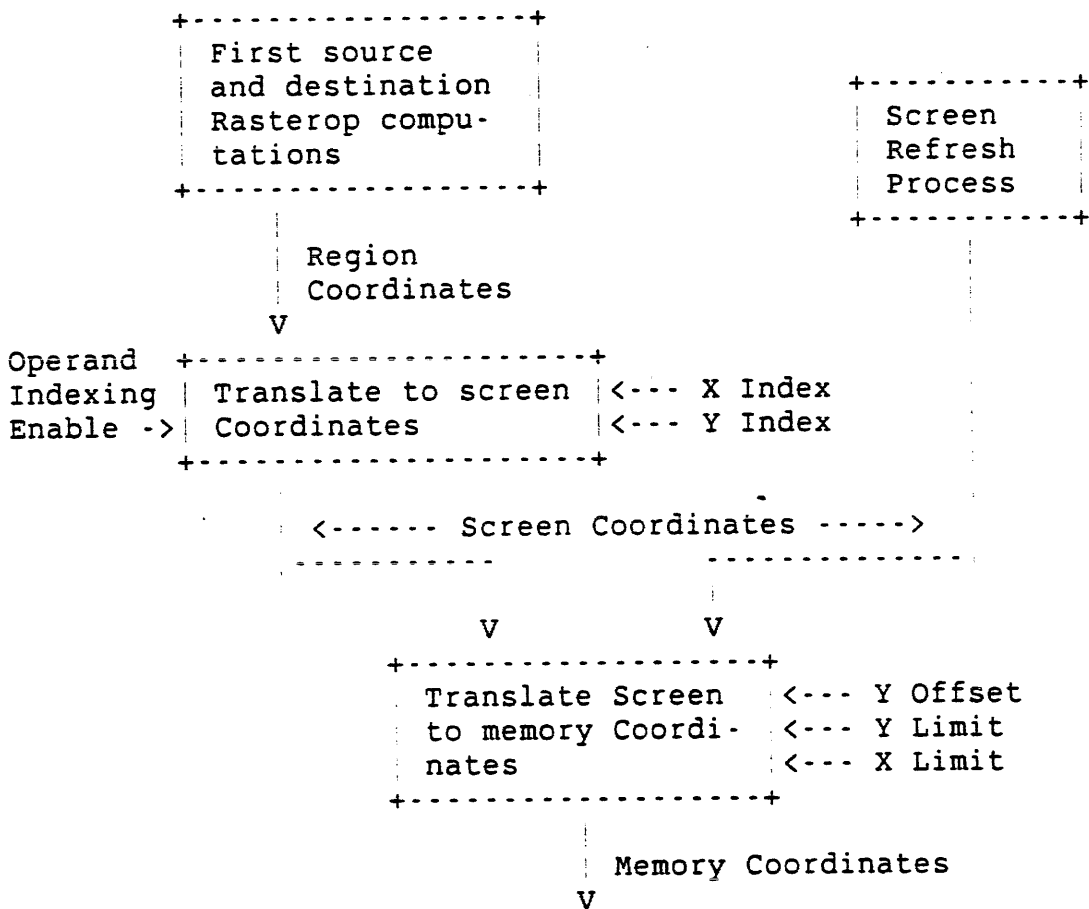 First source
and destination
Rasterop compu-
tations
Screen
Refresh
Process
Region
Coordinates
V
Operand
Indexing
Enable ->
Translate to screen
Coordinates
<--- X Index
<--- Y Index
<------ Screen Coordinates ----->
V V
Translate Screen
to memory Coordi-
nates
<--- Y Offset
<--- Y Limit
<--- X Limit
Memory Coordinates
V